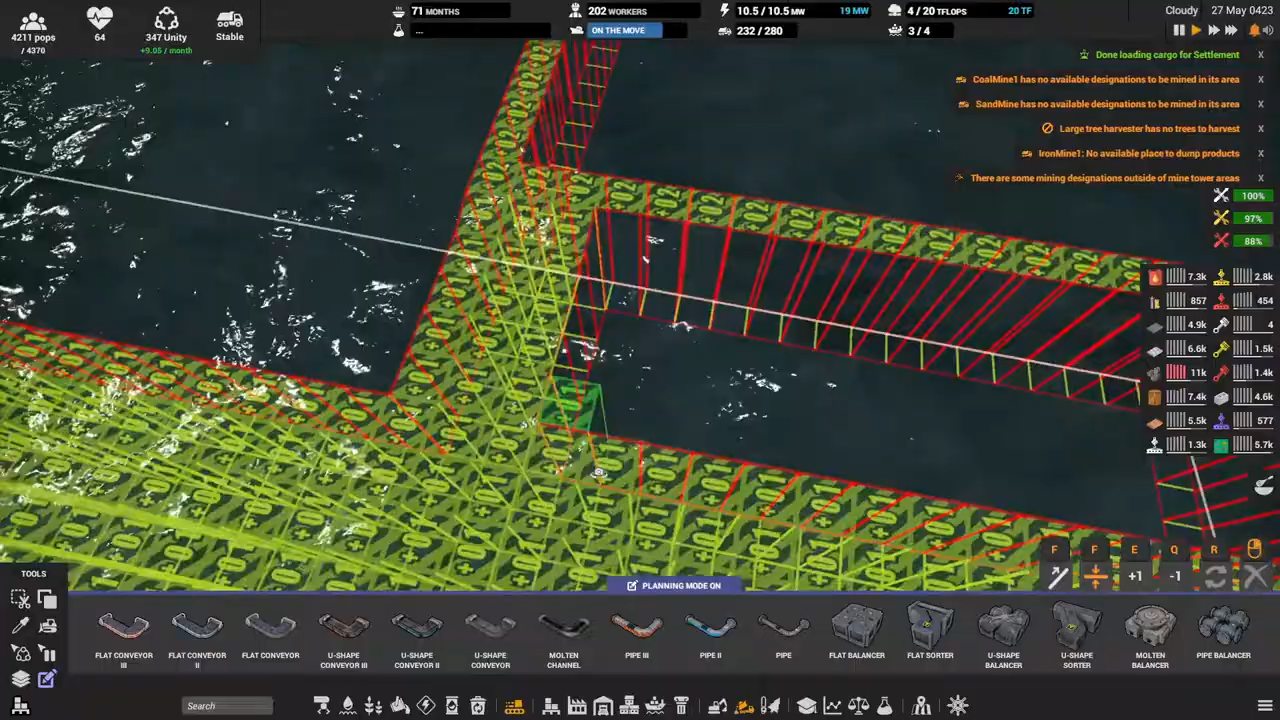 4211 pops
/ 4370
64
347 Unity
+9.05 / month
Stable
71 MONTHS
...
202 WORKERS
ON THE MOVE
10.5 / 10.5 MW
19 MW
232 / 280
4 / 20 TFLOPS
20 TF
3 / 4
Cloudy
27 May 0423
Done loading cargo for Settlement
X
CoalMine1 has no available designations to be mined in its area
X
SandMine has no available designations to be mined in its area
X
Large tree harvester has no trees to harvest
X
IronMine1: No available place to dump products
X
There are some mining designations outside of mine tower areas
X
100%
97%
88%
7.3k
2.8k
857
454
4.9k
4
6.6k
1.5k
11k
1.4k
7.4k
4.6k
5.5k
577
1.3k
5.7k
F
F
E
Q
R
+1
-1
PLANNING MODE ON
TOOLS
FLAT CONVEYOR III
FLAT CONVEYOR II
FLAT CONVEYOR
U-SHAPE CONVEYOR III
U-SHAPE CONVEYOR II
U-SHAPE CONVEYOR
MOLTEN CHANNEL
PIPE III
PIPE II
PIPE
FLAT BALANCER
FLAT SORTER
U-SHAPE BALANCER
U-SHAPE SORTER
MOLTEN BALANCER
PIPE BALANCER
Search